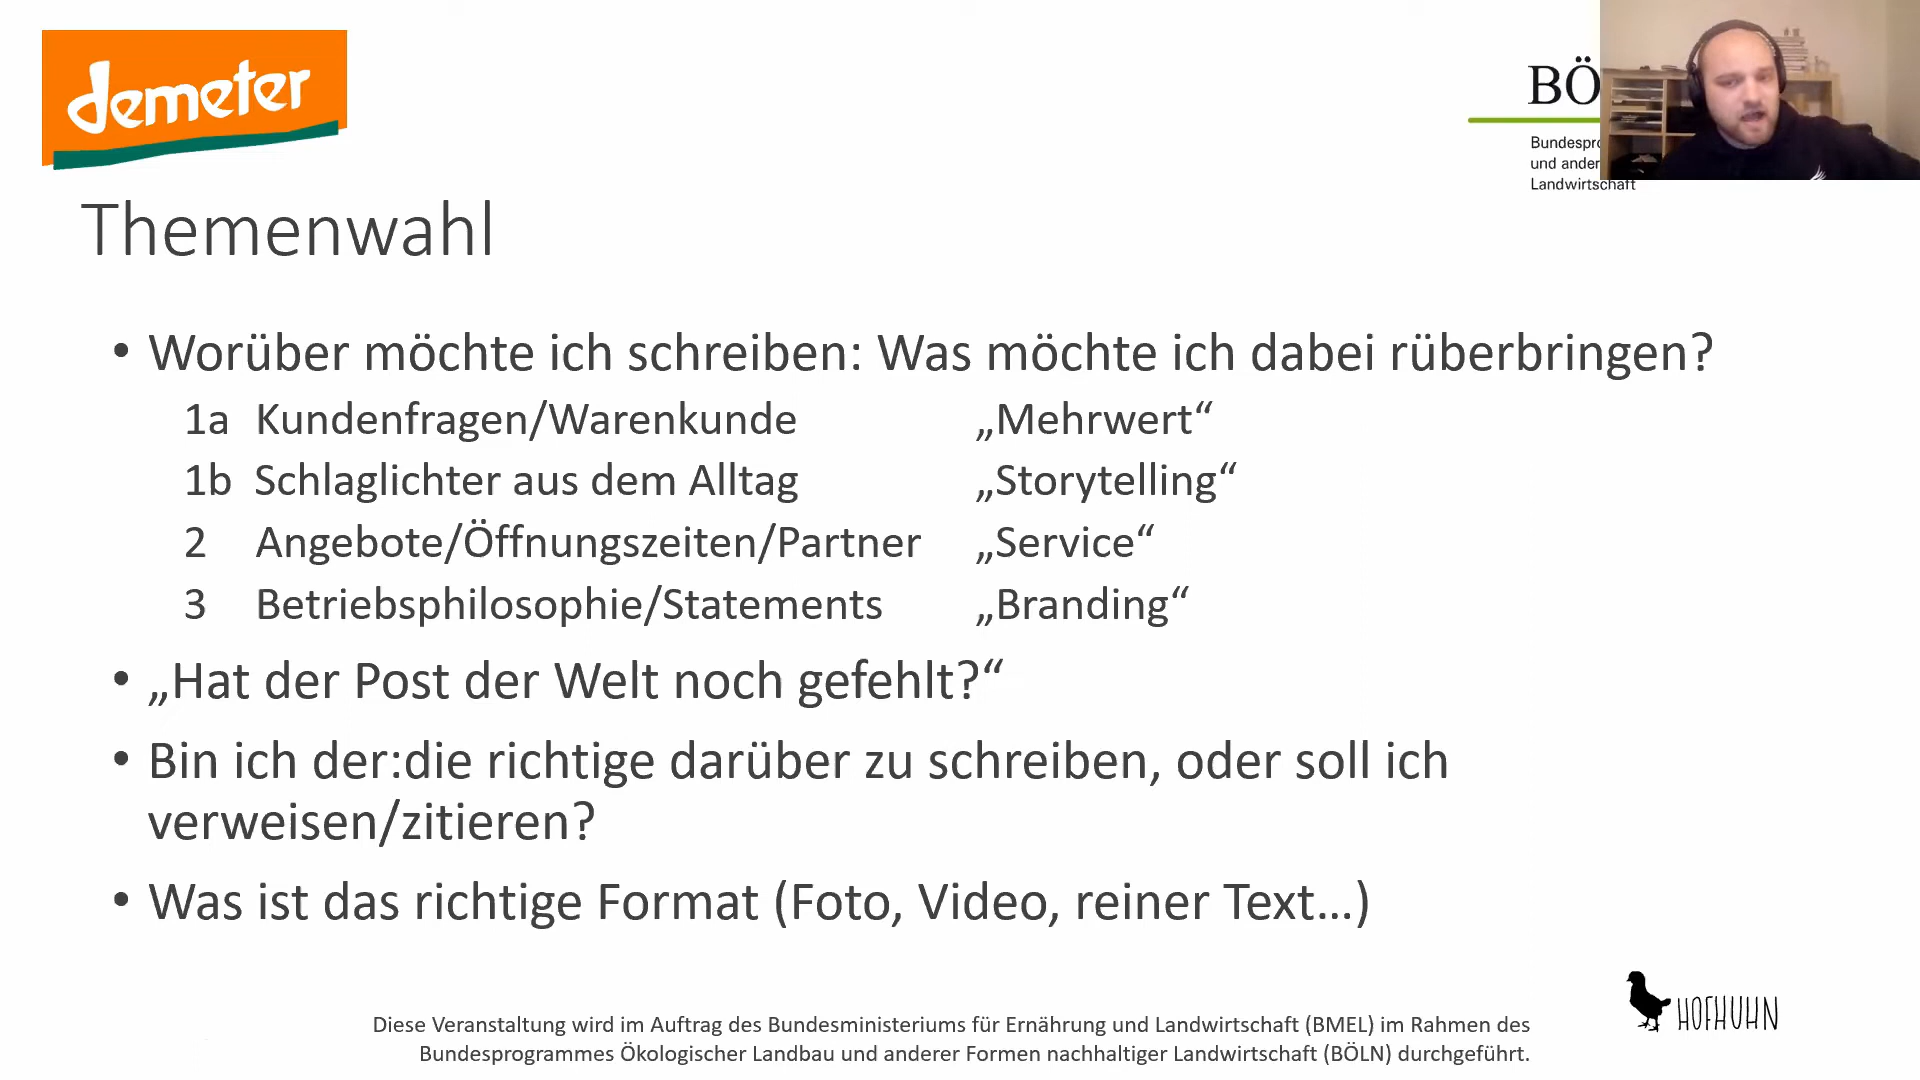 demeter
BÖ
Bundespr
und ander
Landwirtschaft
Themenwahl
• Worüber möchte ich schreiben: Was möchte ich dabei rüberbringen?
1a Kundenfragen/Warenkunde „Mehrwert“
1b Schlaglichter aus dem Alltag „Storytelling“
2 Angebote/Öffnungszeiten/Partner „Service“
3 Betriebsphilosophie/Statements „Branding“
• „Hat der Post der Welt noch gefehlt?“
• Bin ich der:die richtige darüber zu schreiben, oder soll ich
verweisen/zitieren?
• Was ist das richtige Format (Foto, Video, reiner Text…)
HOFHUHN
Diese Veranstaltung wird im Auftrag des Bundesministeriums für Ernährung und Landwirtschaft (BMEL) im Rahmen des
Bundesprogrammes Ökologischer Landbau und anderer Formen nachhaltiger Landwirtschaft (BÖLN) durchgeführt.